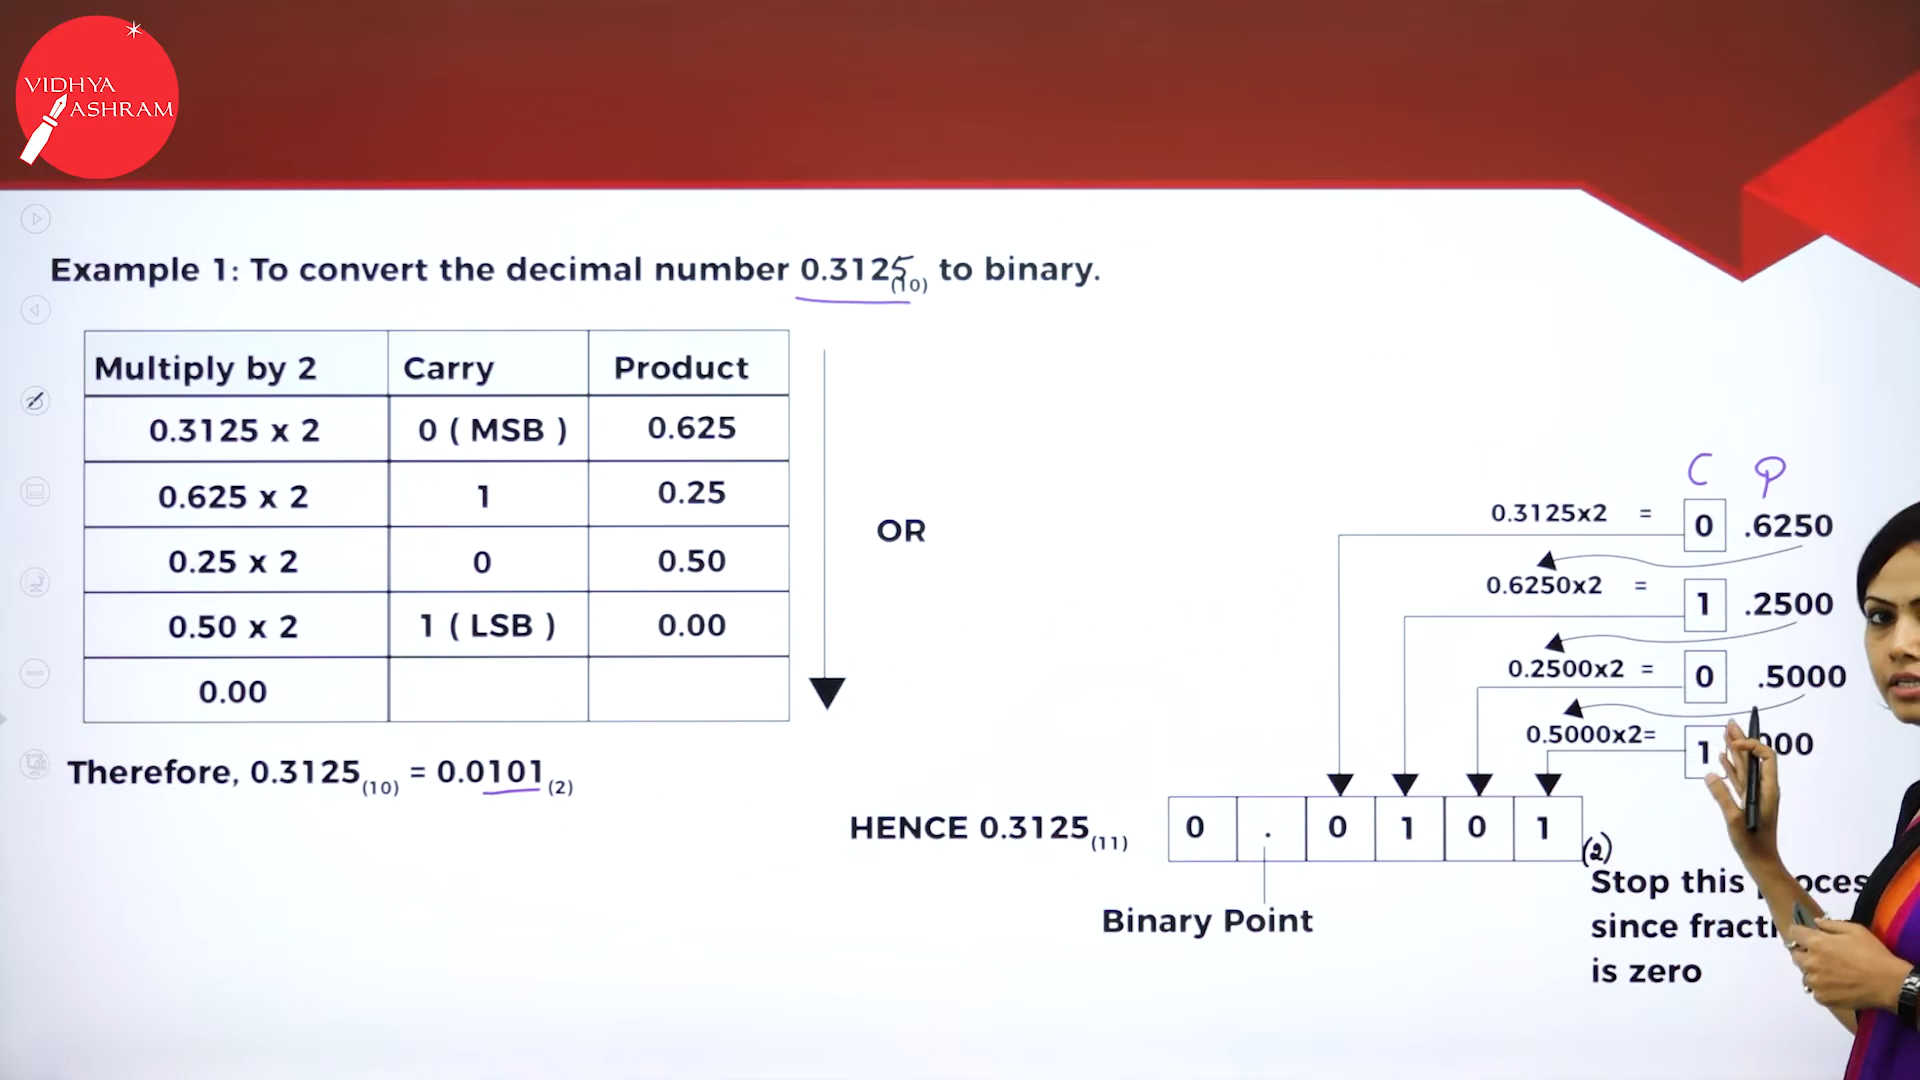 VIDHYA
ASHRAM
Example 1: To convert the decimal number 0.3125(10) to binary.
Multiply by 2 Carry Product
0.3125 x 2 0 ( MSB ) 0.625
0.625 x 2 1 0.25
0.25 x 2 0 0.50
0.50 x 2 1 ( LSB ) 0.00
0.00
Therefore, 0.3125(10) = 0.0101(2)
OR
C P
0.3125x2 = 0 .6250
0.6250x2 = 1 .2500
0.2500x2 = 0 .5000
0.5000x2= 1
HENCE 0.3125(11) 0 . 0 1 0 1 (2)
Binary Point
Stop this
since
is zero